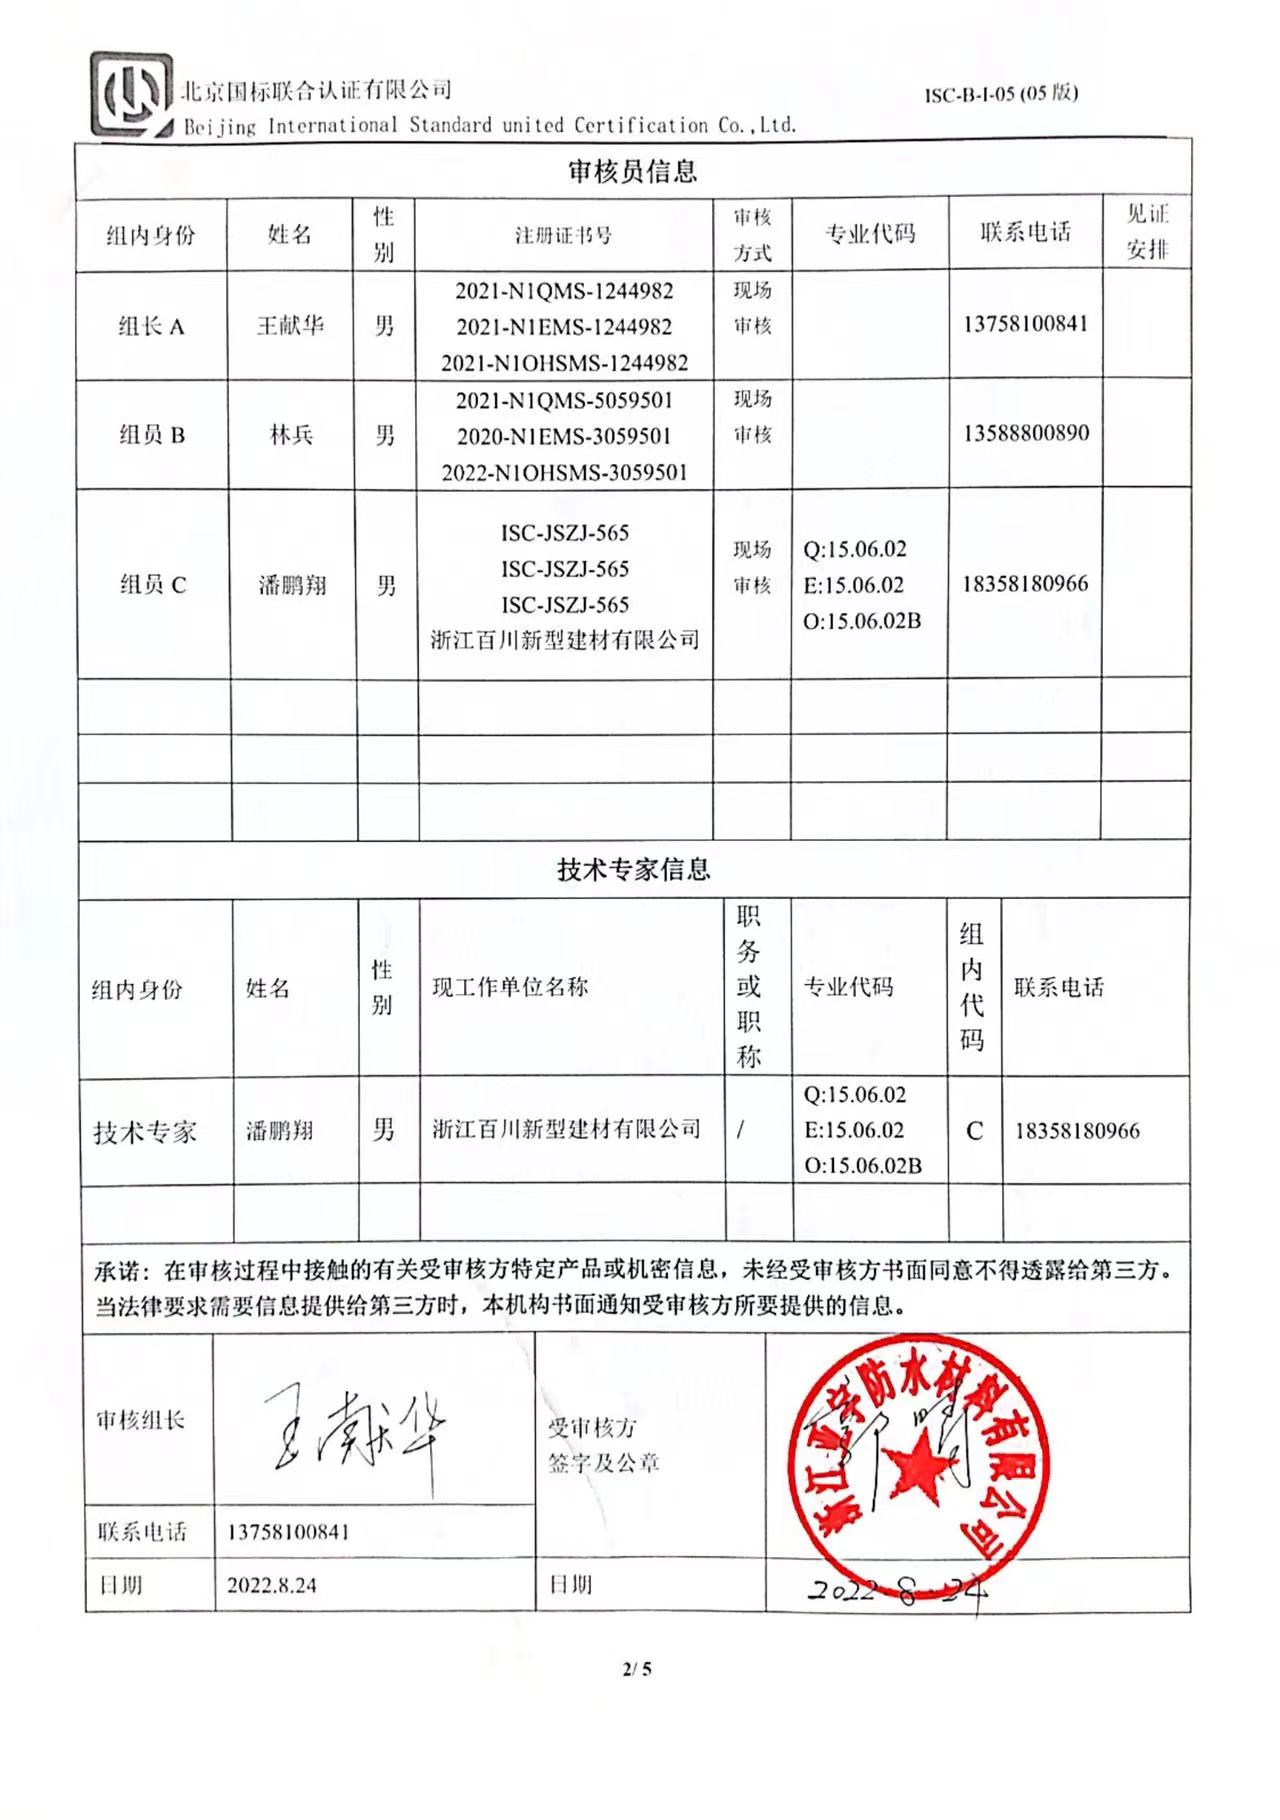 北京国标联合认证有限公司
ISC-B-I-05 (05 版)
Beijing International Standard united Certification Co.,Ltd.
审核员信息
组内身份 姓名 性别 注册证书号 审核方式 专业代码 联系电话 见证安排
组长 A 王献华 男 2021-N1QMS-1244982 现场审核 13758100841
2021-N1EMS-1244982
2021-N1OHSMS-1244982
组员 B 林兵 男 2021-N1QMS-5059501 现场审核 13588800890
2020-N1EMS-3059501
2022-N1OHSMS-3059501
组员 C 潘鹏翔 男 ISC-JSZJ-565 现场审核 Q:15.06.02 18358180966
ISC-JSZJ-565 E:15.06.02
ISC-JSZJ-565 O:15.06.02B
浙江百川新型建材有限公司
技术专家信息
组内身份 姓名 性别 现工作单位名称 职务或职称 专业代码 组内代码 联系电话
技术专家 潘鹏翔 男 浙江百川新型建材有限公司 / Q:15.06.02 C 18358180966
E:15.06.02
O:15.06.02B
承诺：在审核过程中接触的有关受审核方特定产品或机密信息，未经受审核方书面同意不得透露给第三方。
当法律要求需要信息提供给第三方时，本机构书面通知受审核方所要提供的信息。
审核组长 王献华
受审核方
签字及公章
防水材料有限公司
联系电话 13758100841
日期 2022.8.24 日期 2022.8.24
2/ 5